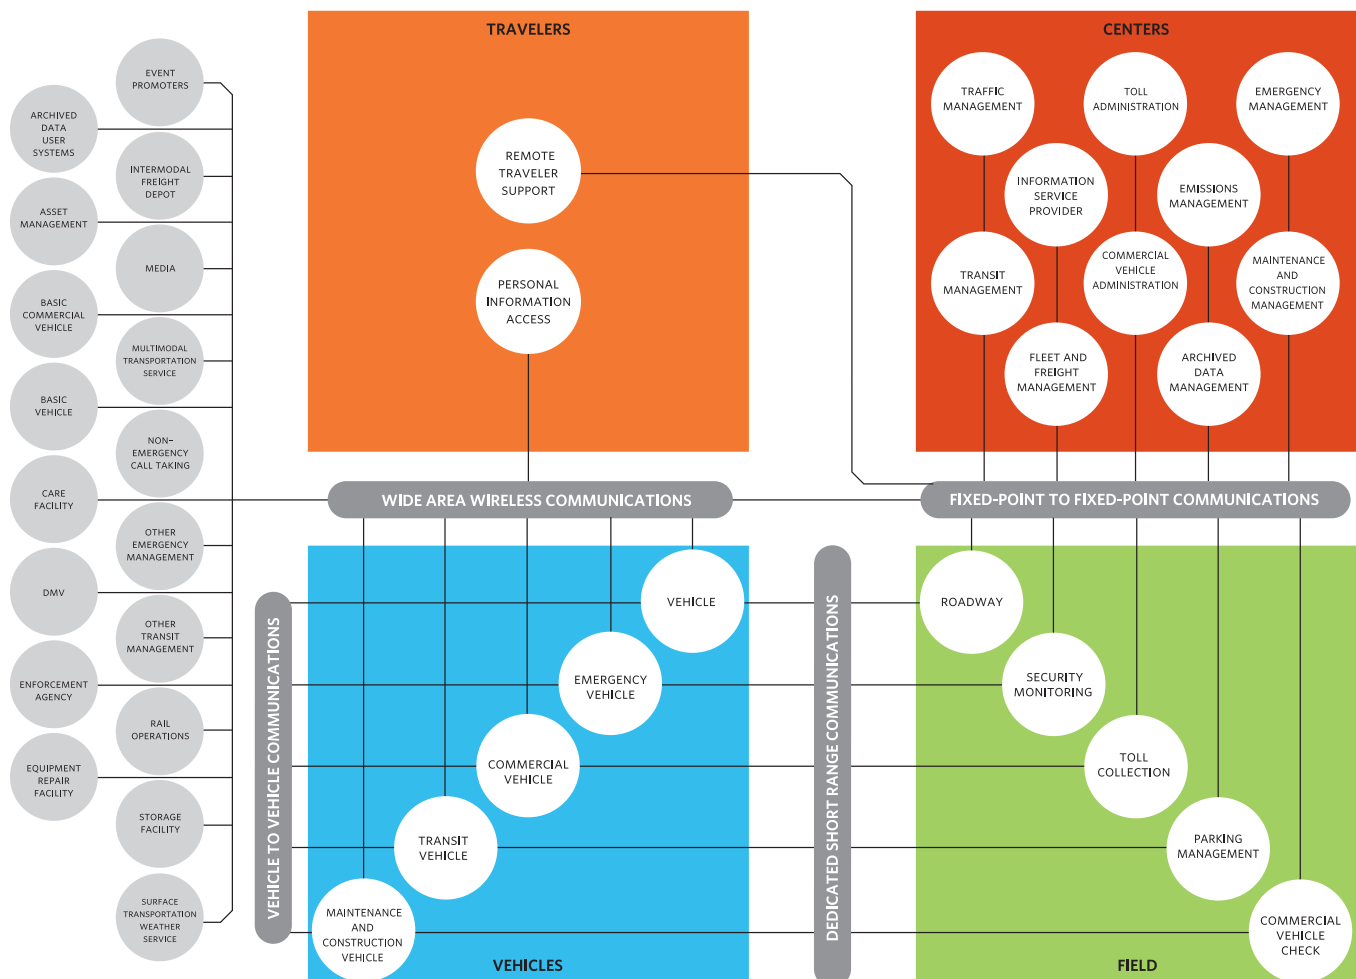 EVENT
PROMOTERS
ARCHIVED
DATA
USER
SYSTEMS
INTERMODAL
FREIGHT
DEPOT
ASSET
MANAGEMENT
MEDIA
BASIC
COMMERCIAL
VEHICLE
MULTIMODAL
TRANSPORTATION
SERVICE
BASIC
VEHICLE
NON-
EMERGENCY
CALL TAKING
CARE
FACILITY
OTHER
EMERGENCY
MANAGEMENT
DMV
OTHER
TRANSIT
MANAGEMENT
ENFORCEMENT
AGENCY
RAIL
OPERATIONS
EQUIPMENT
REPAIR
FACILITY
STORAGE
FACILITY
SURFACE
TRANSPORTATION
WEATHER
SERVICE
TRAVELERS
REMOTE
TRAVELER
SUPPORT
PERSONAL
INFORMATION
ACCESS
CENTERS
TRAFFIC
MANAGEMENT
TOLL
ADMINISTRATION
EMERGENCY
MANAGEMENT
INFORMATION
SERVICE
PROVIDER
EMISSIONS
MANAGEMENT
TRANSIT
MANAGEMENT
COMMERCIAL
VEHICLE
ADMINISTRATION
MAINTENANCE
AND
CONSTRUCTION
MANAGEMENT
FLEET AND
FREIGHT
MANAGEMENT
ARCHIVED
DATA
MANAGEMENT
WIDE AREA WIRELESS COMMUNICATIONS
FIXED-POINT TO FIXED-POINT COMMUNICATIONS
VEHICLE TO VEHICLE COMMUNICATIONS
VEHICLE
EMERGENCY
VEHICLE
COMMERCIAL
VEHICLE
TRANSIT
VEHICLE
MAINTENANCE
AND
CONSTRUCTION
VEHICLE
VEHICLES
DEDICATED SHORT RANGE COMMUNICATIONS
ROADWAY
SECURITY
MONITORING
TOLL
COLLECTION
PARKING
MANAGEMENT
COMMERCIAL
VEHICLE
CHECK
FIELD